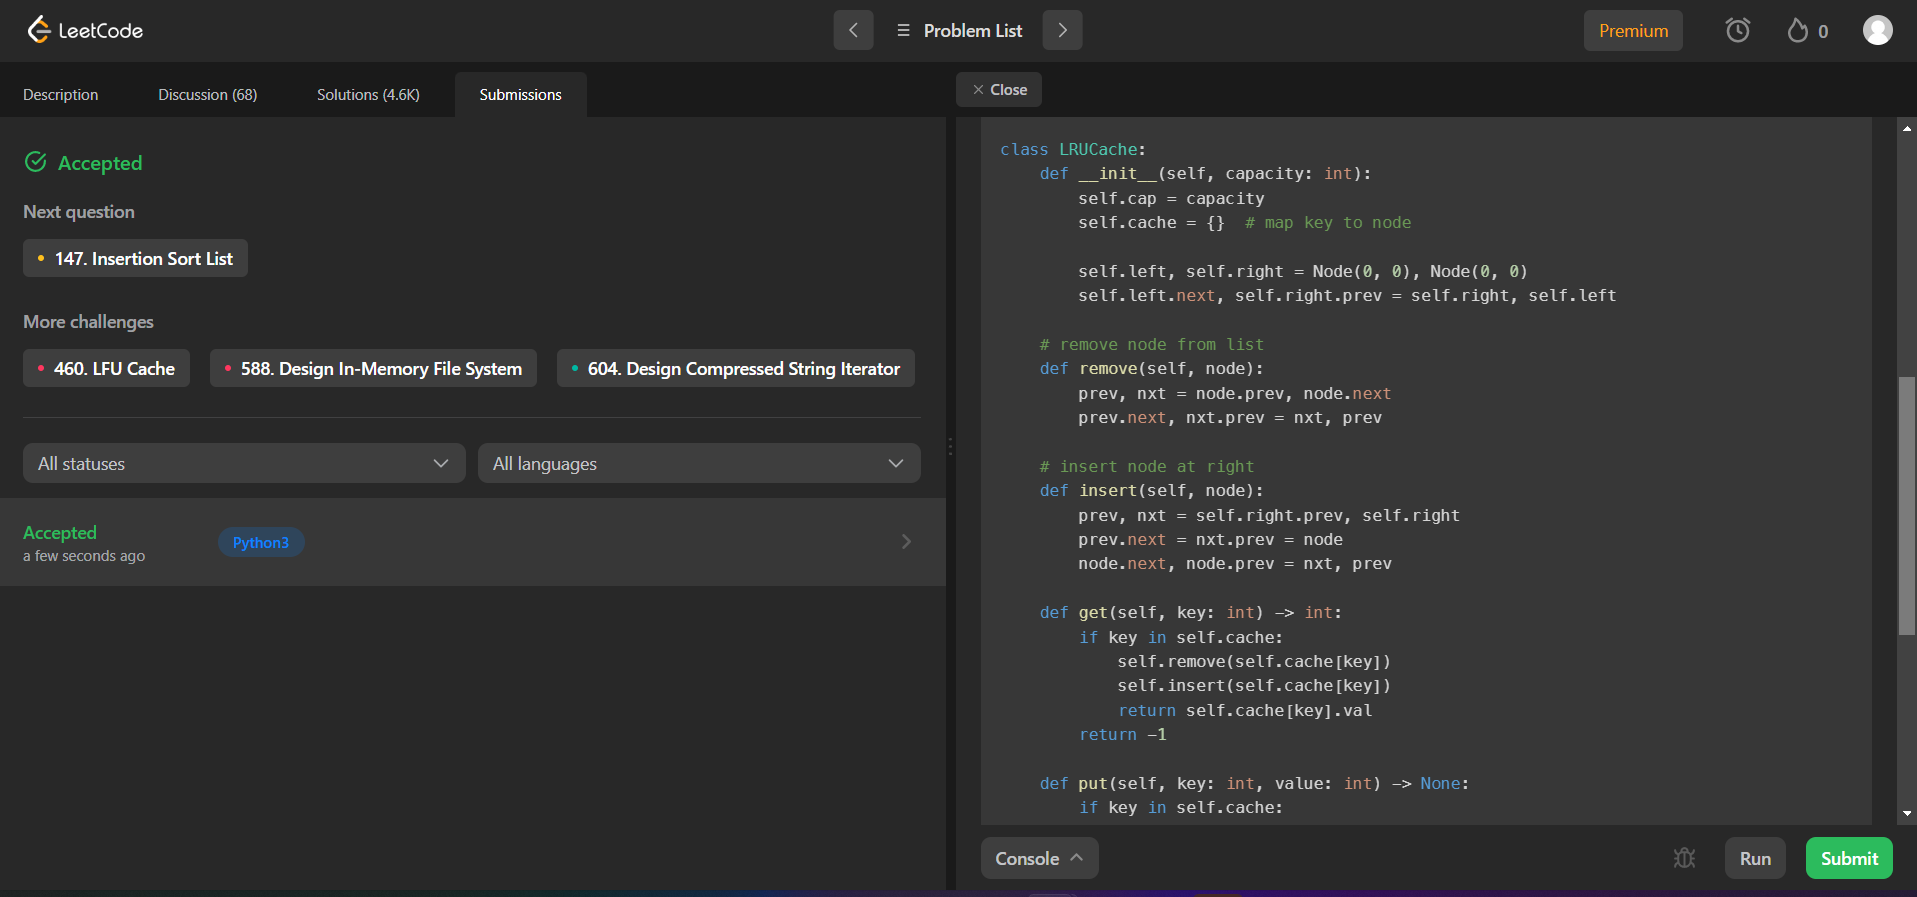 LeetCode
Problem List
Premium
0
Description
Discussion (68)
Solutions (4.6K)
Submissions
Close
Accepted
Next question
147. Insertion Sort List
More challenges
460. LFU Cache
588. Design In-Memory File System
604. Design Compressed String Iterator
All statuses
All languages
Accepted
a few seconds ago
Python3
class LRUCache:
    def __init__(self, capacity: int):
        self.cap = capacity
        self.cache = {}  # map key to node

        self.left, self.right = Node(0, 0), Node(0, 0)
        self.left.next, self.right.prev = self.right, self.left

    # remove node from list
    def remove(self, node):
        prev, nxt = node.prev, node.next
        prev.next, nxt.prev = nxt, prev

    # insert node at right
    def insert(self, node):
        prev, nxt = self.right.prev, self.right
        prev.next = nxt.prev = node
        node.next, node.prev = nxt, prev

    def get(self, key: int) -> int:
        if key in self.cache:
            self.remove(self.cache[key])
            self.insert(self.cache[key])
            return self.cache[key].val
        return -1

    def put(self, key: int, value: int) -> None:
        if key in self.cache:
Console
Run
Submit